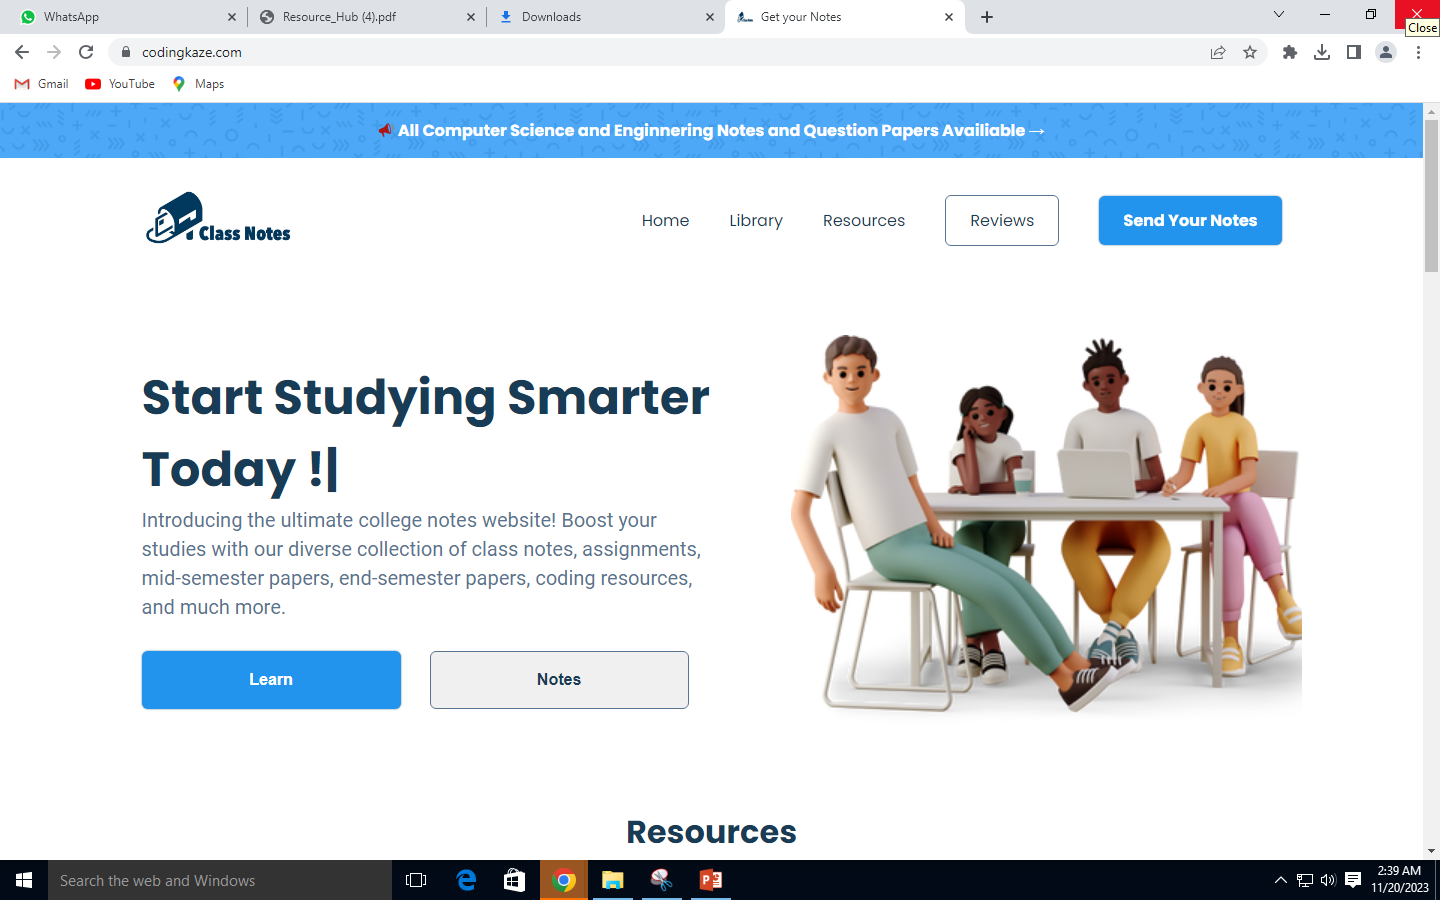 WhatsApp
Resource_Hub (4).pdf
Downloads
Get your Notes
Close
codingkaze.com
Gmail
YouTube
Maps
All Computer Science and Enginnering Notes and Question Papers Availiable →
Class Notes
Home
Library
Resources
Reviews
Send Your Notes
Start Studying Smarter
Today !|
Introducing the ultimate college notes website! Boost your
studies with our diverse collection of class notes, assignments,
mid-semester papers, end-semester papers, coding resources,
and much more.
Learn
Notes
Resources
Search the web and Windows
2:39 AM
11/20/2023